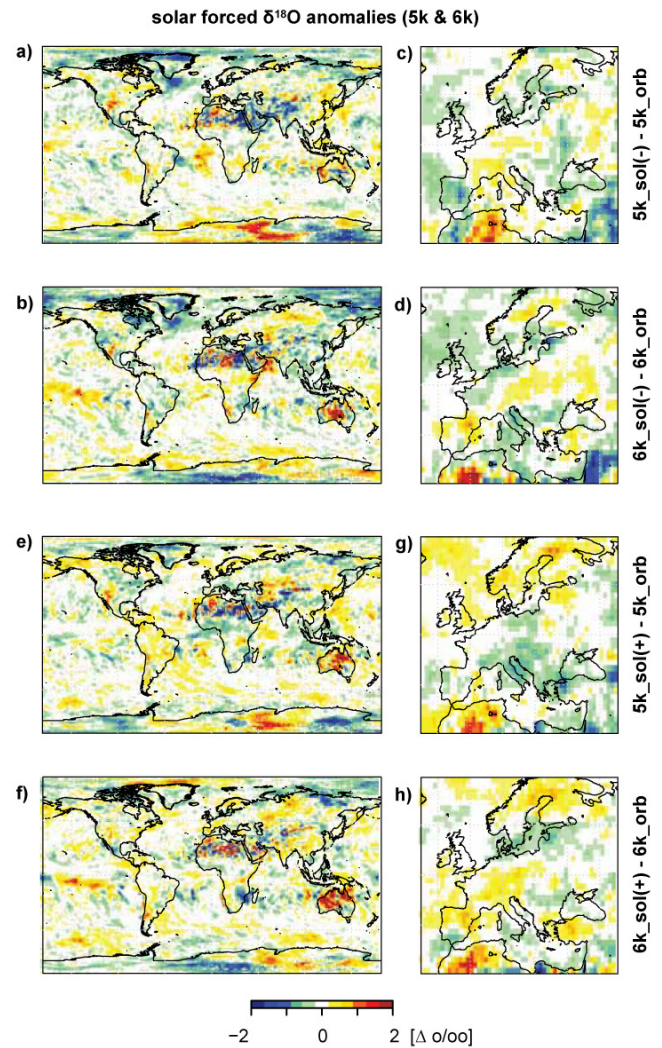 solar forced δ¹⁸O anomalies (5k & 6k)
a)
c)
5k_sol(-) - 5k_orb
b)
d)
6k_sol(-) - 6k_orb
e)
g)
5k_sol(+) - 5k_orb
f)
h)
6k_sol(+) - 6k_orb
−2 0 2 [Δ o/oo]